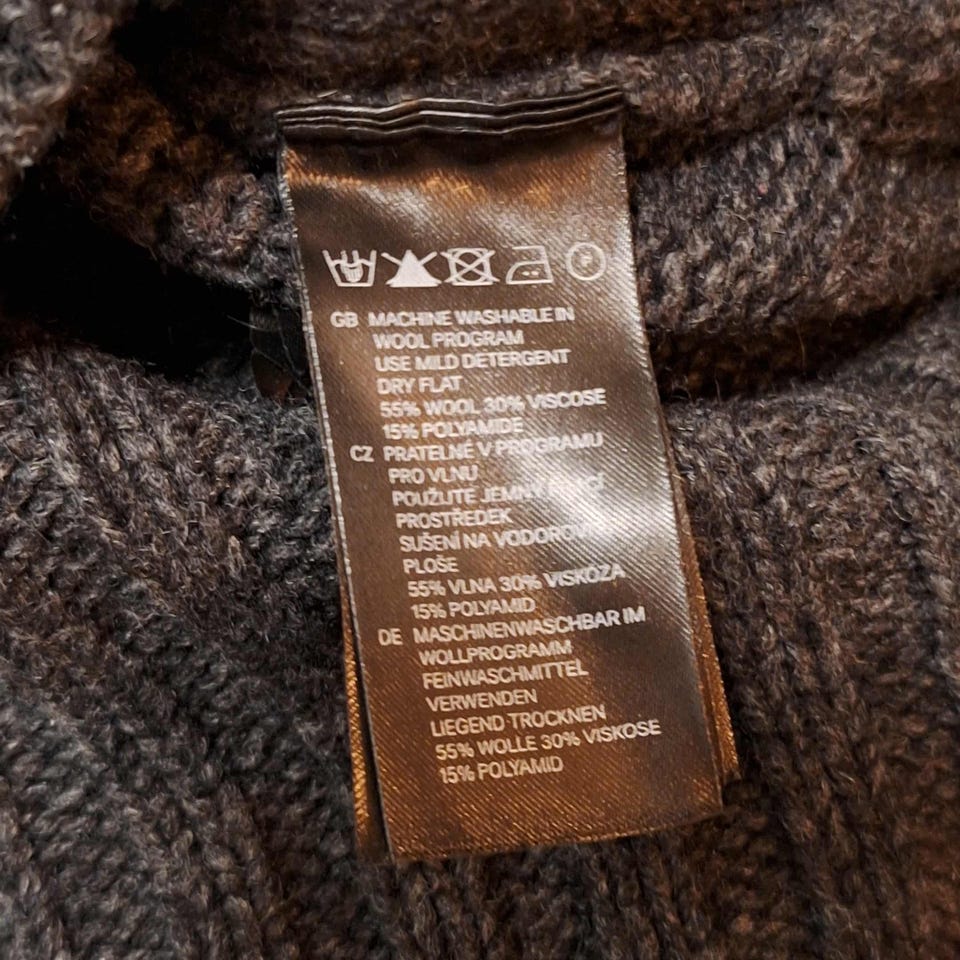 GB MACHINE WASHABLE IN
WOOL PROGRAM
USE MILD DETERGENT
DRY FLAT
55% WOOL 30% VISCOSE
15% POLYAMIDE
CZ PRATELNÉ V PROGRAMU
PRO VLNU
POUŽIJTE JEMNÝ
PROSTŘEDEK
SUŠENÍ NA
PLOŠE
55% VLNA 30% VISKÓZA
15% POLYAMID
DE MASCHINENWASCHBAR IM
WOLLPROGRAMM
FEINWASCHMITTEL
VERWENDEN
LIEGEND TROCKNEN
55% WOLLE 30% VISKOSE
15% POLYAMID